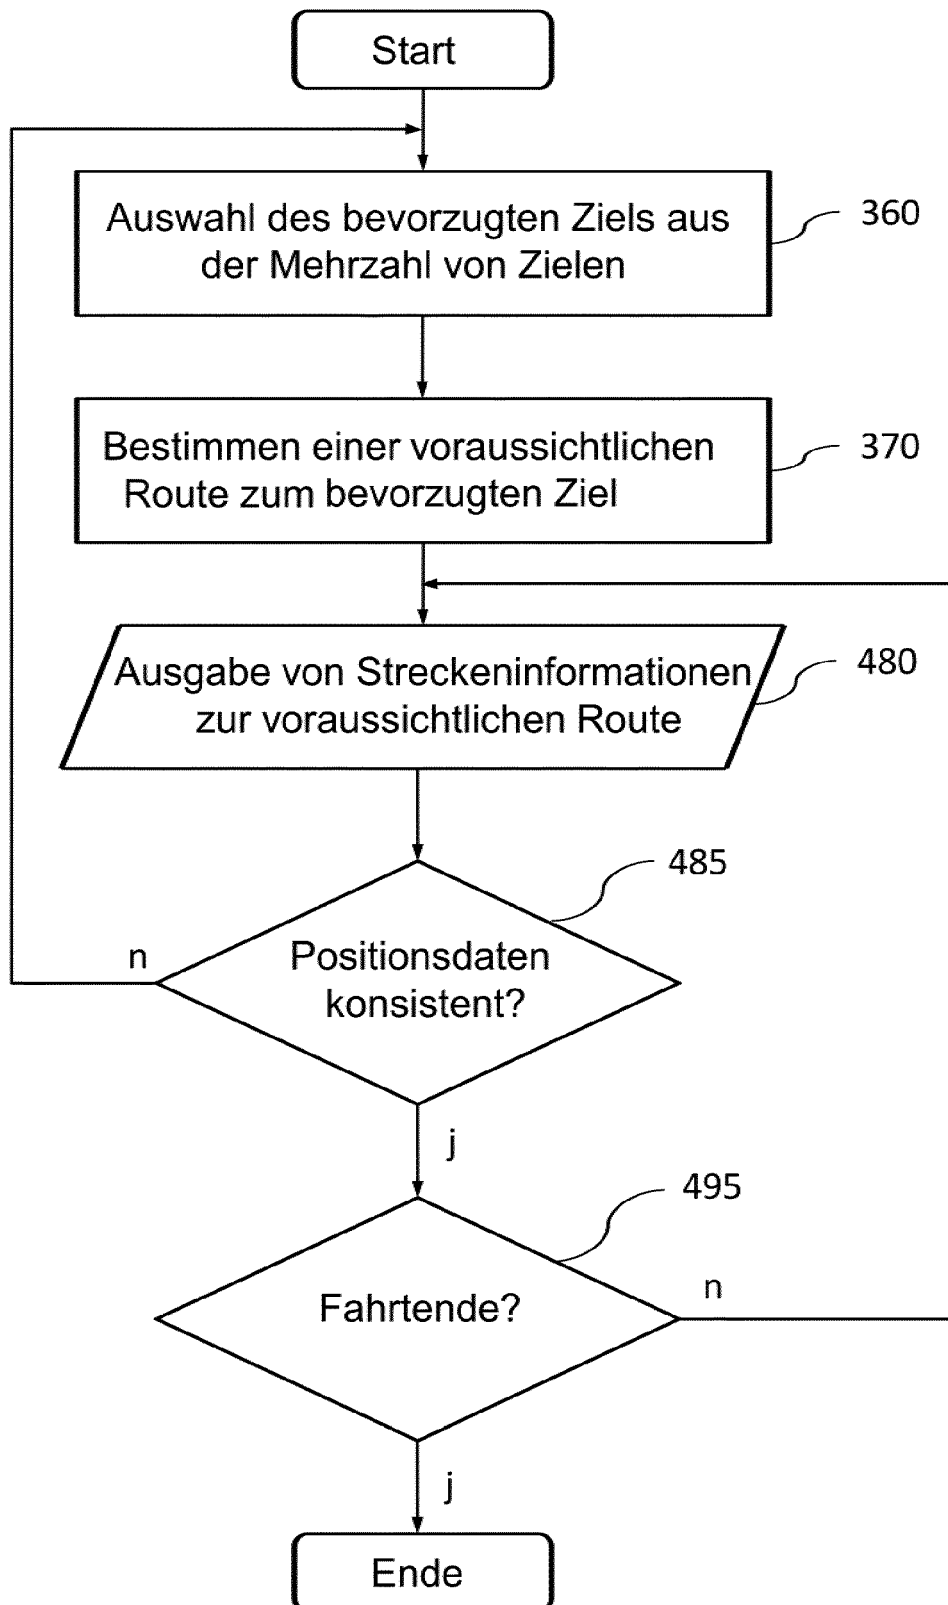 Start
Auswahl des bevorzugten Ziels aus
der Mehrzahl von Zielen
360
Bestimmen einer voraussichtlichen
Route zum bevorzugten Ziel
370
Ausgabe von Streckeninformationen
zur voraussichtlichen Route
480
485
n
Positionsdaten
konsistent?
j
495
Fahrtende?
n
j
Ende